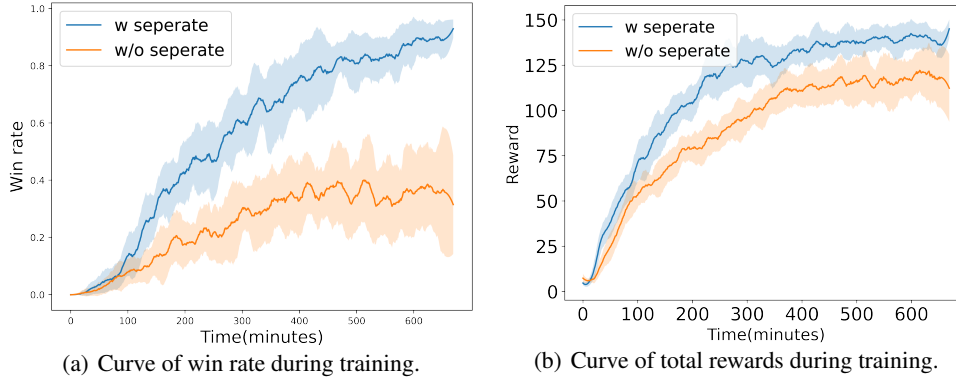 1.0
0.8
0.6
0.4
0.2
0.0
Win rate
w seperate
w/o seperate
0 100 200 300 400 500 600
Time(minutes)
(a) Curve of win rate during training.
150
125
100
75
50
25
0
Reward
w seperate
w/o seperate
0 100 200 300 400 500 600
Time(minutes)
(b) Curve of total rewards during training.